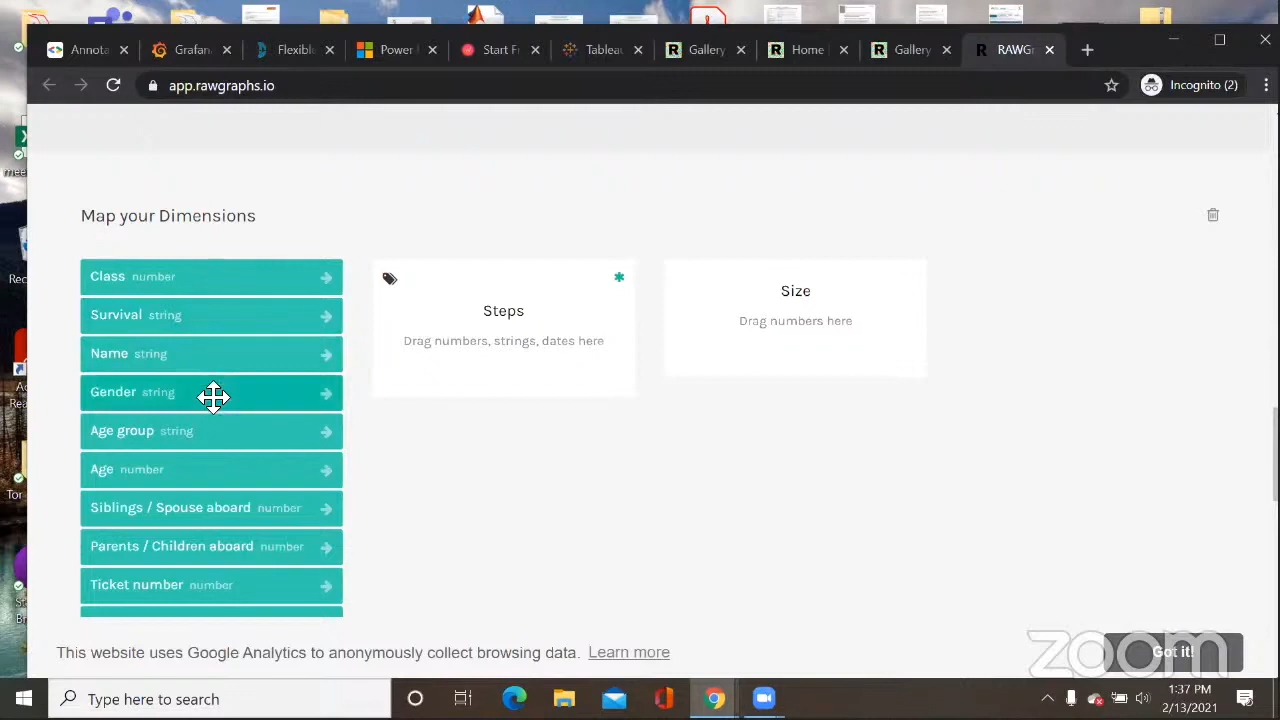 Annota
Grafan
Flexible
Power
Start Fr
Tableau
Gallery
Home
Gallery
RAWGr
app.rawgraphs.io
Incognito (2)
Map your Dimensions
Class number
Survival string
Name string
Gender string
Age group string
Age number
Siblings / Spouse aboard number
Parents / Children aboard number
Ticket number number
Steps
Drag numbers, strings, dates here
Size
Drag numbers here
This website uses Google Analytics to anonymously collect browsing data. Learn more
Got it!
zoom
Type here to search
1:37 PM
2/13/2021